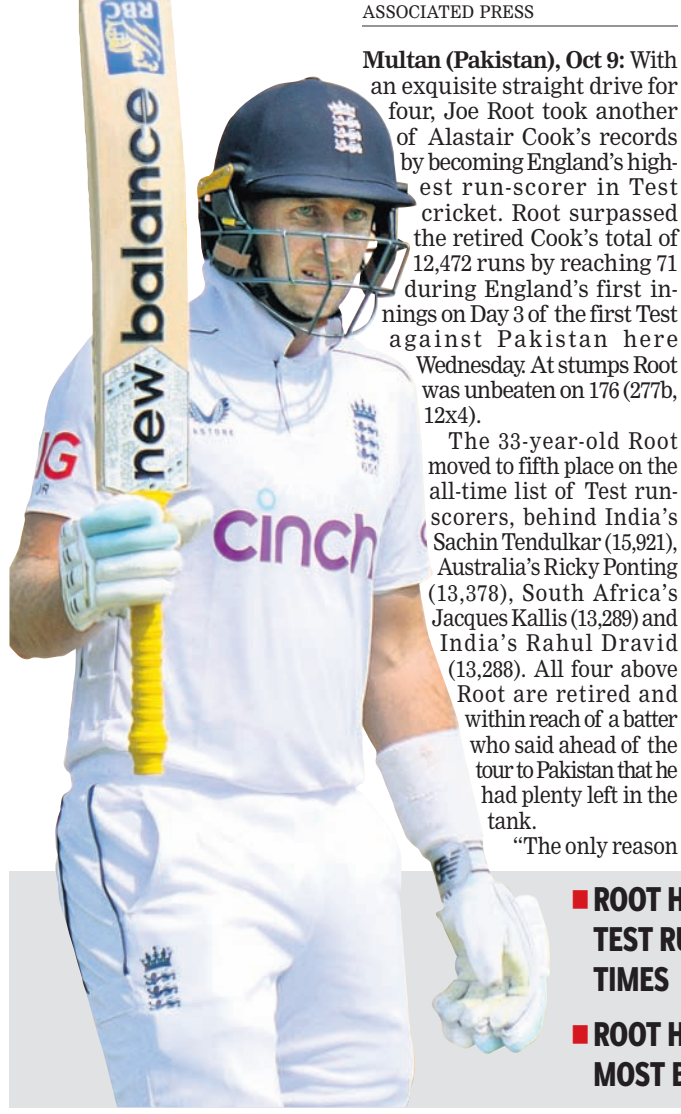 ASSOCIATED PRESS
Multan (Pakistan), Oct 9: With
an exquisite straight drive for
four, Joe Root took another
of Alastair Cook's records
by becoming England's high-
est run-scorer in Test
cricket. Root surpassed
the retired Cook's total of
12,472 runs by reaching 71
during England's first in-
nings on Day 3 of the first Test
against Pakistan here
Wednesday. At stumps Root
was unbeaten on 176 (277b,
12x4).
The 33-year-old Root
moved to fifth place on the
all-time list of Test run-
scorers, behind India's
Sachin Tendulkar (15,921),
Australia's Ricky Ponting
(13,378), South Africa's
Jacques Kallis (13,289) and
India's Rahul Dravid
(13,288). All four above
Root are retired and
within reach of a batter
who said ahead of the
tour to Pakistan that he
had plenty left in the
tank.
“The only reason
■ ROOT H
TEST RU
TIMES
■ ROOT H
MOST E
RBC
new balance
cinch
655